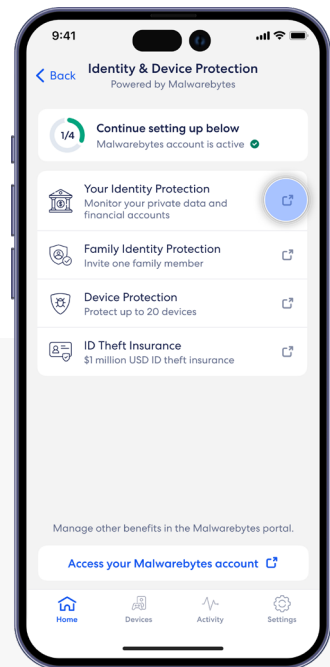 9:41
Back
Identity & Device Protection
Powered by Malwarebytes
1/4
Continue setting up below
Malwarebytes account is active
Your Identity Protection
Monitor your private data and
financial accounts
Family Identity Protection
Invite one family member
Device Protection
Protect up to 20 devices
ID Theft Insurance
$1 million USD ID theft insurance
Manage other benefits in the Malwarebytes portal.
Access your Malwarebytes account
Home
Devices
Activity
Settings